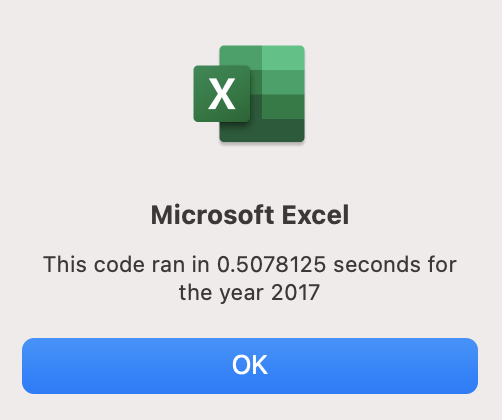 X
Microsoft Excel
This code ran in 0.5078125 seconds for
the year 2017
OK